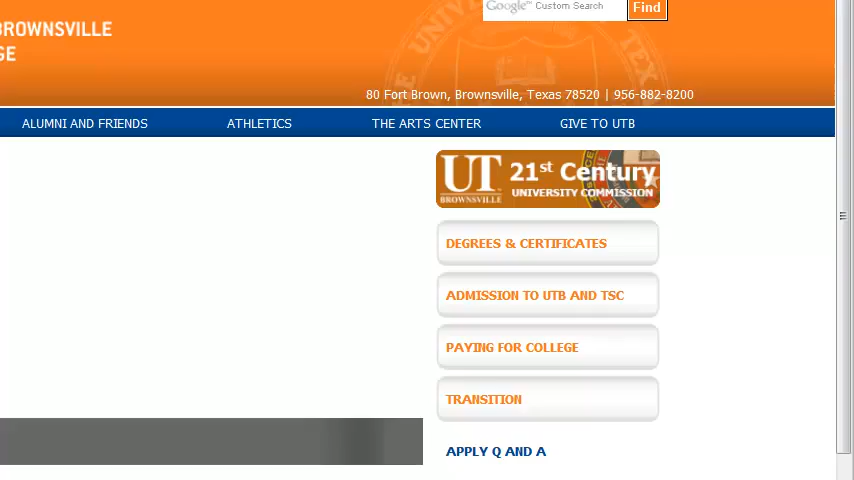 Google™ Custom Search
Find
BROWNSVILLE
GE
80 Fort Brown, Brownsville, Texas 78520 | 956-882-8200
ALUMNI AND FRIENDS
ATHLETICS
THE ARTS CENTER
GIVE TO UTB
UT
BROWNSVILLE
21st Century
UNIVERSITY COMMISSION
DEGREES & CERTIFICATES
ADMISSION TO UTB AND TSC
PAYING FOR COLLEGE
TRANSITION
APPLY Q AND A